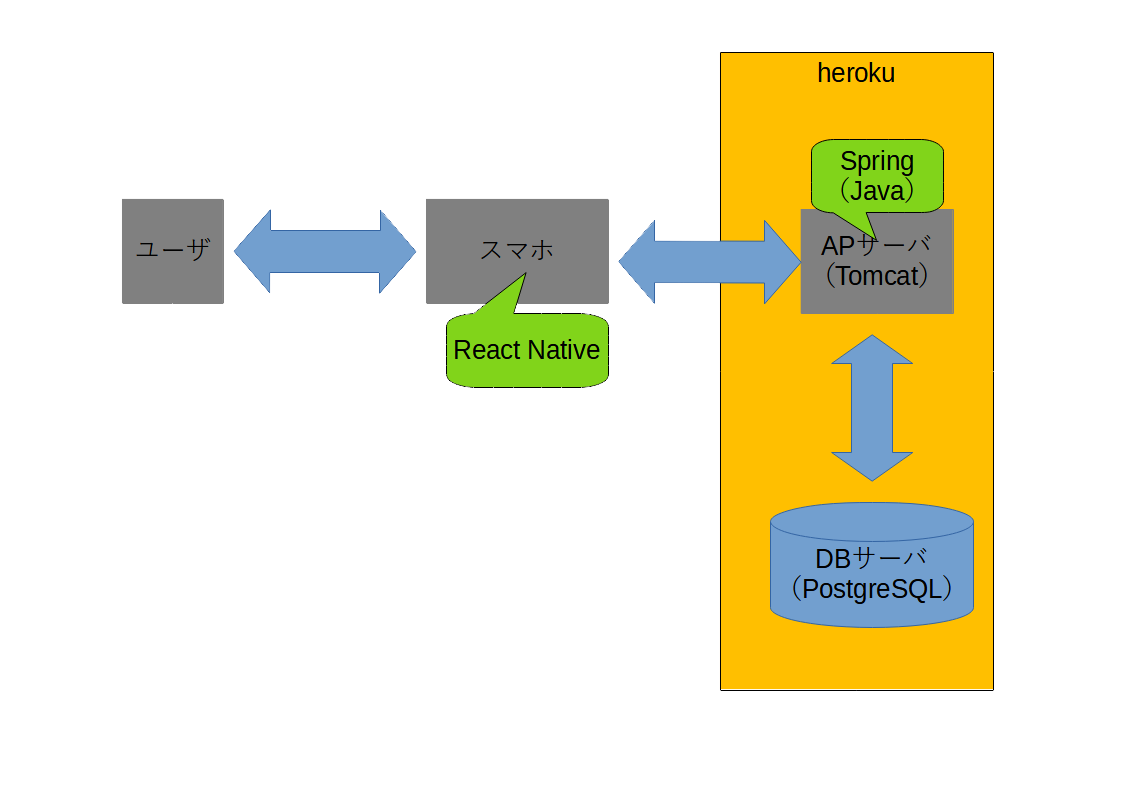 heroku
Spring
（Java）
ユーザ
スマホ
APサーバ
（Tomcat）
React Native
DBサーバ
（PostgreSQL）